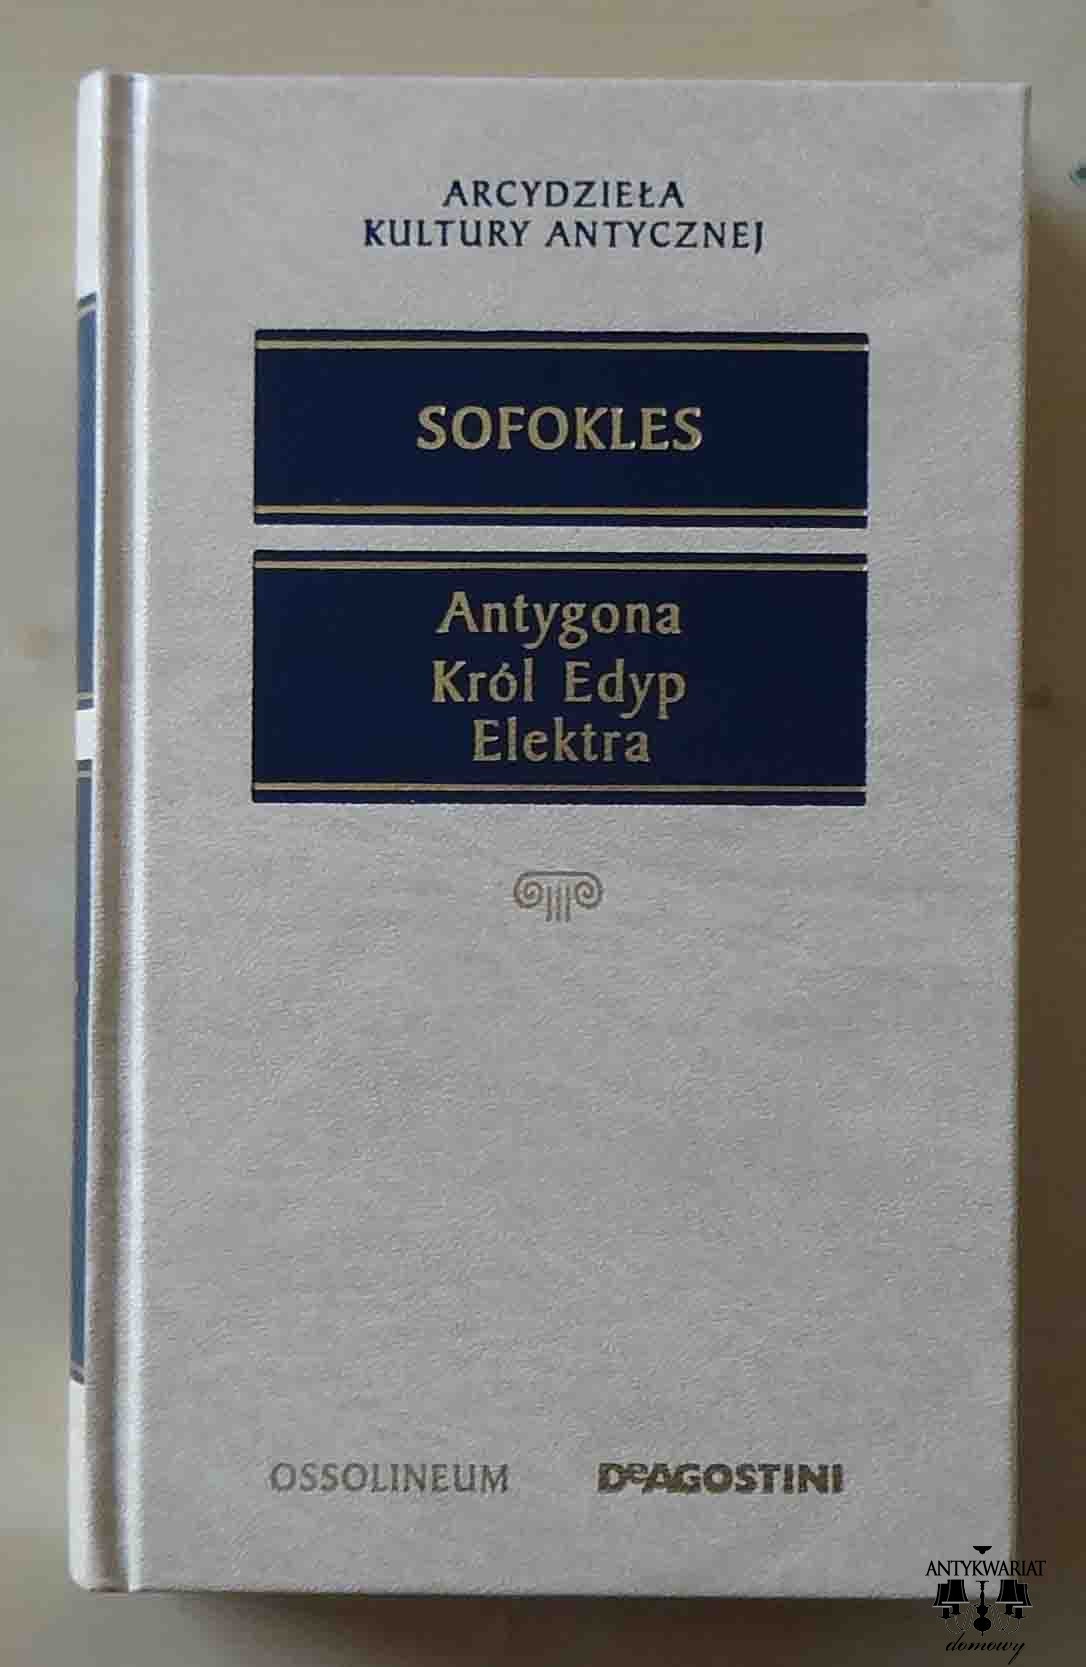 ARCYDZIEŁA
KULTURY ANTYCZNEJ
SOFOKLES
Antygona
Król Edyp
Elektra
OSSOLINEUM
DeAGOSTINI
ANTYKWARIAT
domowy